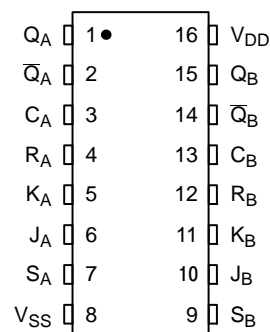 Q_A 1 16 V_DD
Q̅_A 2 15 Q_B
C_A 3 14 Q̅_B
R_A 4 13 C_B
K_A 5 12 R_B
J_A 6 11 K_B
S_A 7 10 J_B
V_SS 8 9 S_B